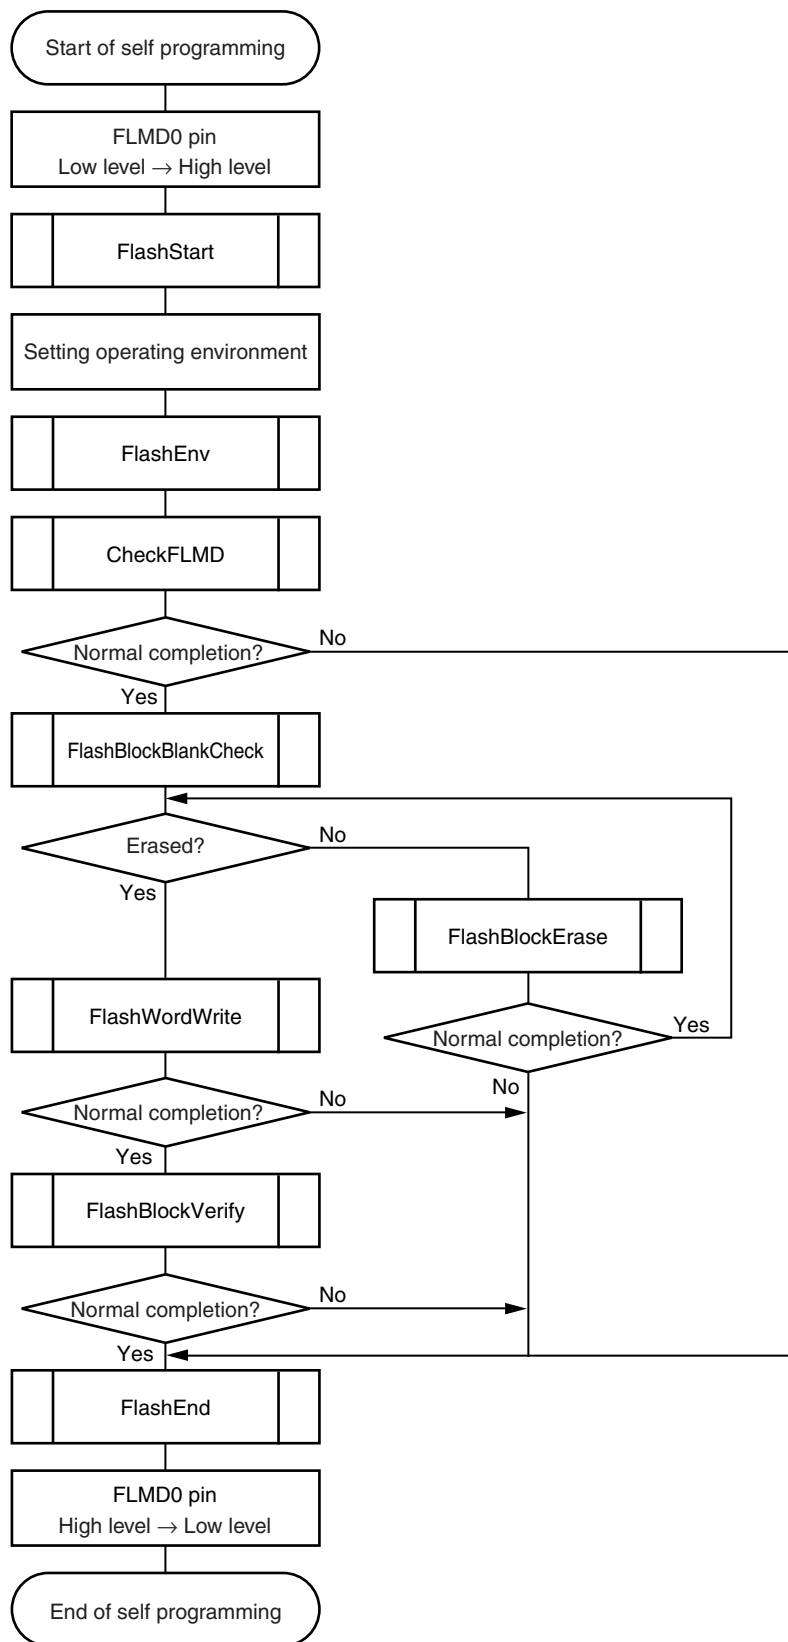 Start of self programming
FLMD0 pin
Low level → High level
FlashStart
Setting operating environment
FlashEnv
CheckFLMD
Normal completion?
No
Yes
FlashBlockBlankCheck
Erased?
No
Yes
FlashBlockErase
Normal completion?
Yes
No
FlashWordWrite
Normal completion?
No
Yes
FlashBlockVerify
Normal completion?
No
Yes
FlashEnd
FLMD0 pin
High level → Low level
End of self programming